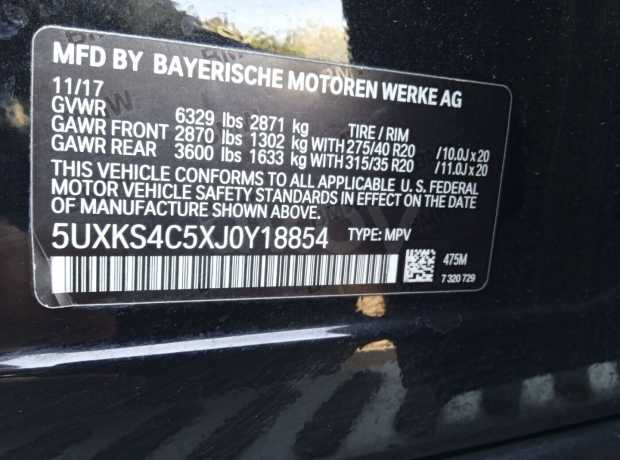 MFD BY BAYERISCHE MOTOREN WERKE AG
11/17
GVWR 6329 lbs 2871 kg TIRE / RIM
GAWR FRONT 2870 lbs 1302 kg WITH 275/40 R20 /10.0J x 20
GAWR REAR 3600 lbs 1633 kg WITH 315/35 R20 /11.0J x 20
THIS VEHICLE CONFORMS TO ALL APPLICABLE U.S. FEDERAL
MOTOR VEHICLE SAFETY STANDARDS IN EFFECT ON THE DATE
OF MANUFACTURE SHOWN ABOVE.
5UXKS4C5XJ0Y18854 TYPE: MPV
475M
7 320 729